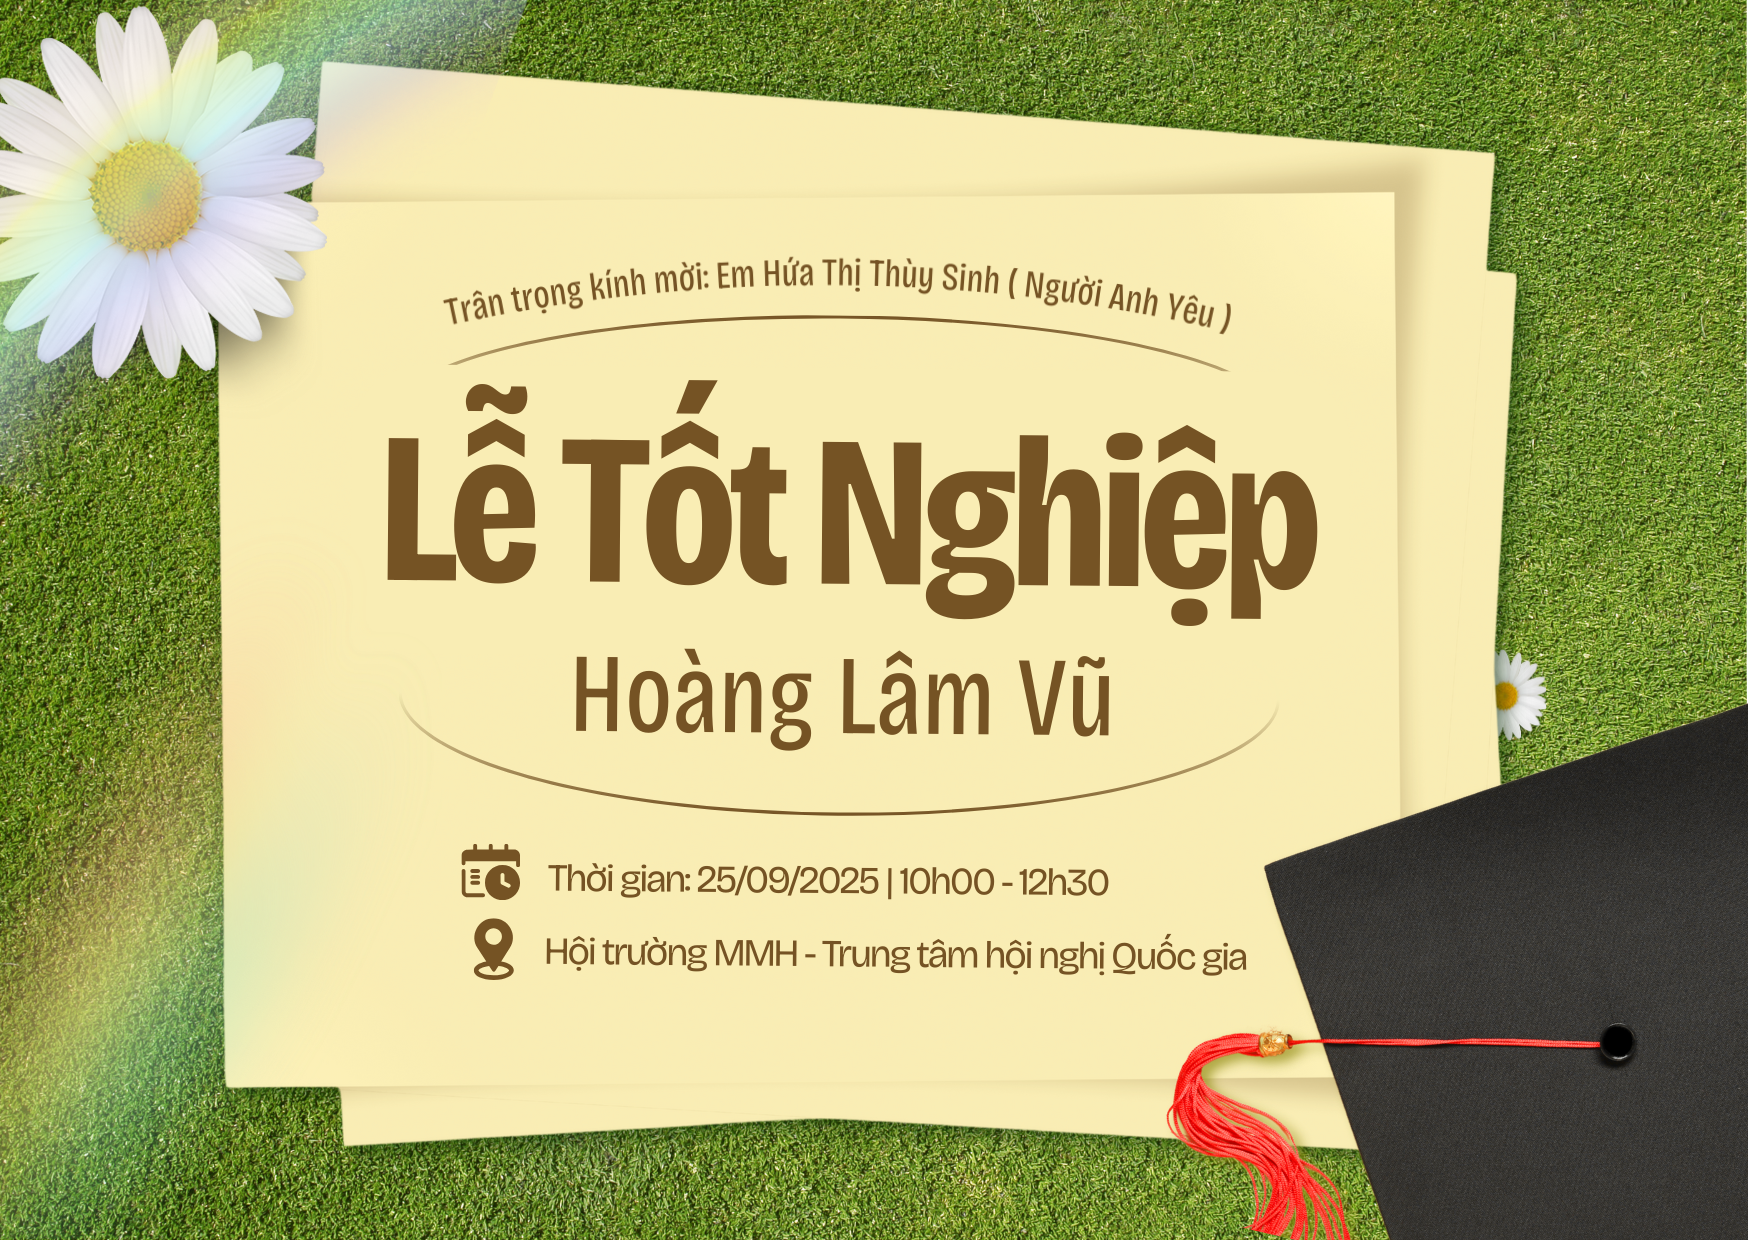 Trân trọng kính mời: Em Hứa Thị Thùy Sinh ( Người Anh Yêu )
Lễ Tốt Nghiệp
Hoàng Lâm Vũ
Thời gian: 25/09/2025 | 10h00 - 12h30
Hội trường MMH - Trung tâm hội nghị Quốc gia